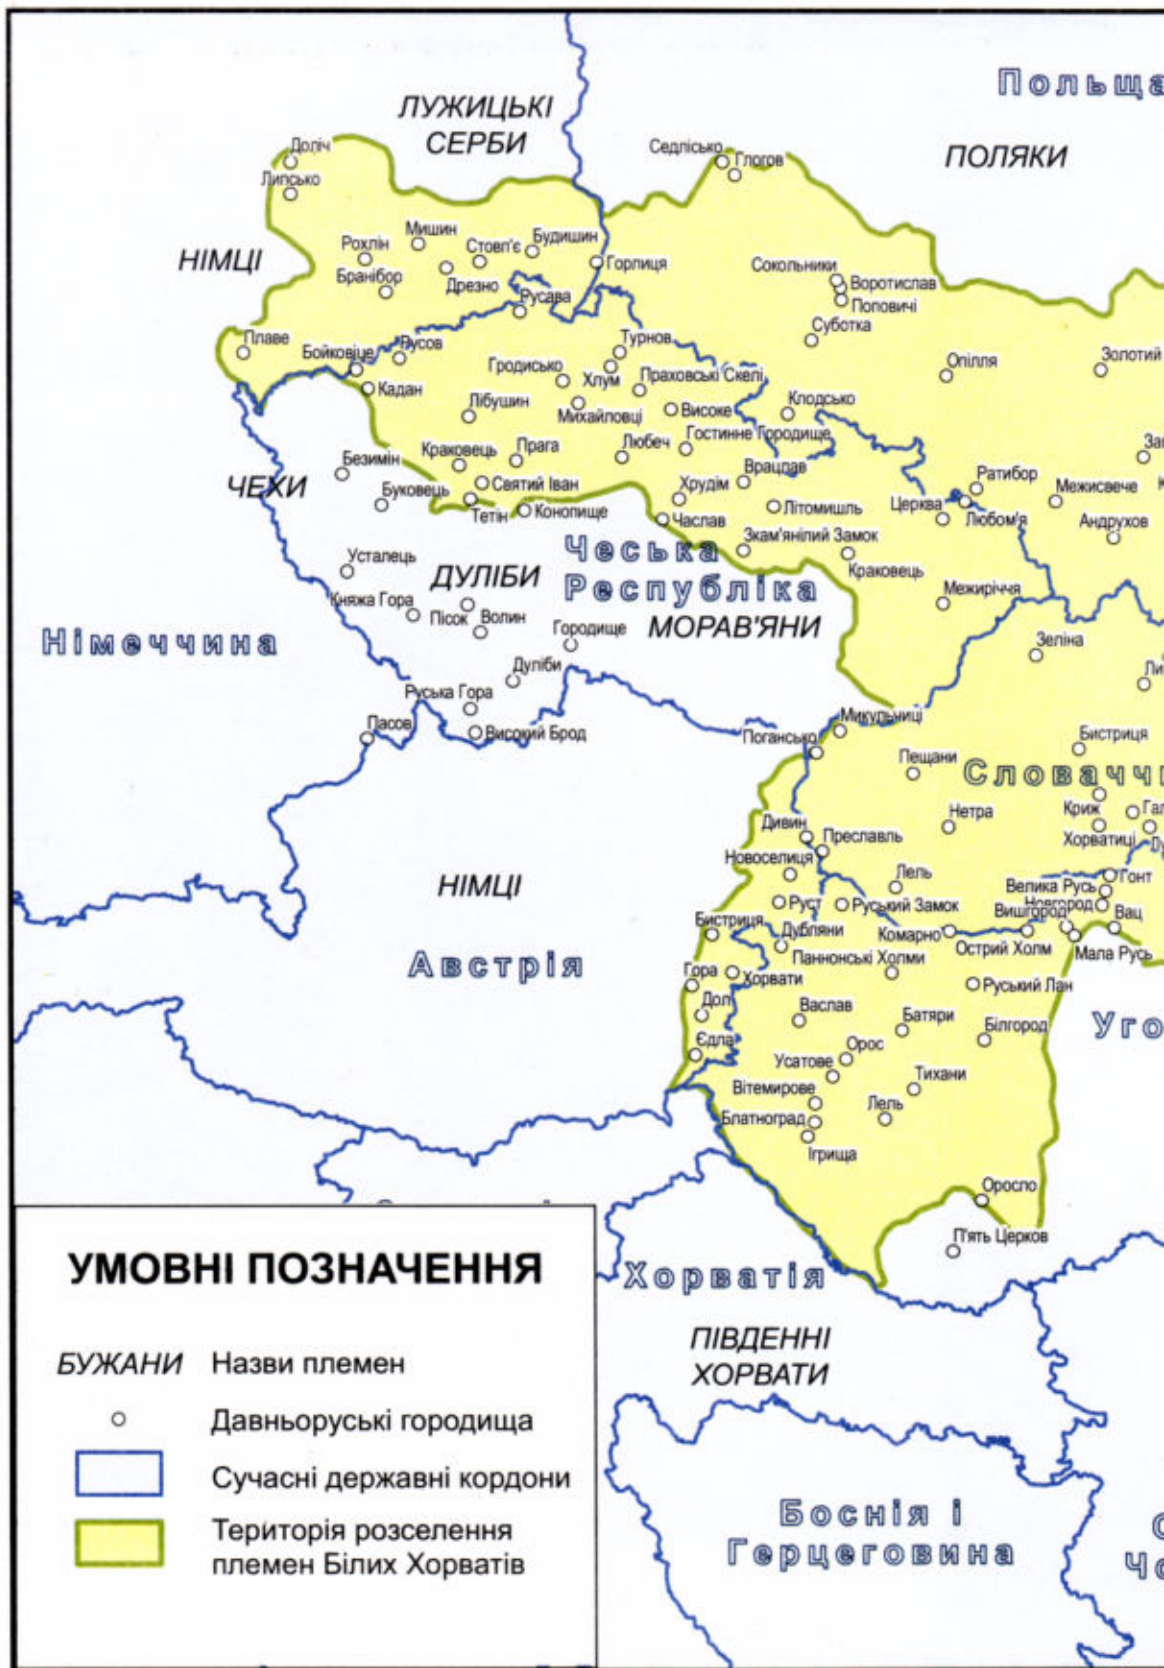 Польща
ЛУЖИЦЬКІ
СЕРБИ
ПОЛЯКИ
Доліч
Липсько
Седлісько
Глогов
НІМЦІ
Рохлін
Мишин
Стовп'є
Будишин
Бранібор
Дрезно
Горлиця
Русава
Сокольники
Воротислав
Поповичі
Суботка
Плаве
Бойковіце
Русов
Кадан
Турнов
Гродисько
Хлум
Праховські Скелі
Опілля
Золотий
Лібушин
Михайловці
Високе
Клодсько
Гостинне Городище
Краковець
Прага
Любеч
Безимін
ЧЕХИ
Буковець
Святий Іван
Тетін
Конопище
Врацлав
Хрудім
Часлав
Літомишль
Церква
Ратибор
Любом'я
Межисвече
Андрухов
Зкам'янілий Замок
Краковець
Чеська
Республіка
Усталець
ДУЛІБИ
Княжа Гора
Пісок
Волин
Городище
МОРАВ'ЯНИ
Межиріччя
Німеччина
Зеліна
Дуліби
Руська Гора
Пасов
Високий Брод
Микульниці
Погансько
Пещани
Бистриця
Словаччи
Дивин
Преславль
Нетра
Криж
Хорватиці
Новоселиця
НІМЦІ
Лель
Гонт
Велика Русь
Руст
Руський Замок
Новгород
Вишгород
Вац
Бистриця
Дубляни
Комарно
Острий Холм
Мала Русь
Австрія
Паннонські Холми
Гора
Хорвати
Руський Лан
Дол
Васлав
Батяри
Білгород
Уго
Єдла
Орос
Усатове
Тихани
Вітемирове
Лель
Блатноград
Ігрища
Оросло
П'ять Церков
Хорватія
ПІВДЕННІ
ХОРВАТИ
Боснія і
Герцеговина
УМОВНІ ПОЗНАЧЕННЯ
БУЖАНИ Назви племен
Давньоруські городища
Сучасні державні кордони
Територія розселення
племен Білих Хорватів